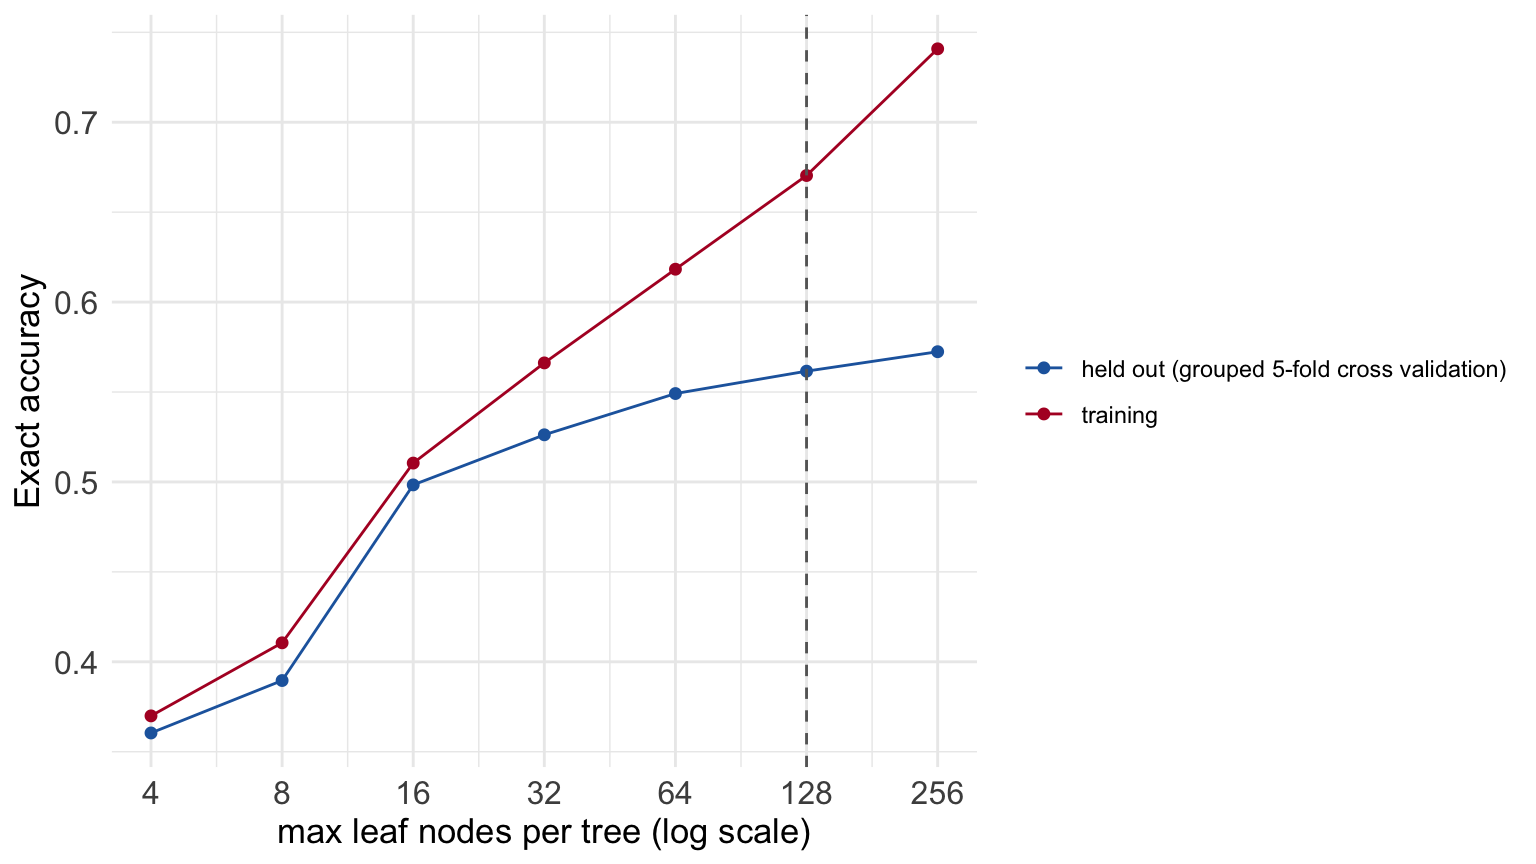 0.7
0.6
0.5
0.4
Exact accuracy
4 8 16 32 64 128 256
max leaf nodes per tree (log scale)
held out (grouped 5-fold cross validation)
training